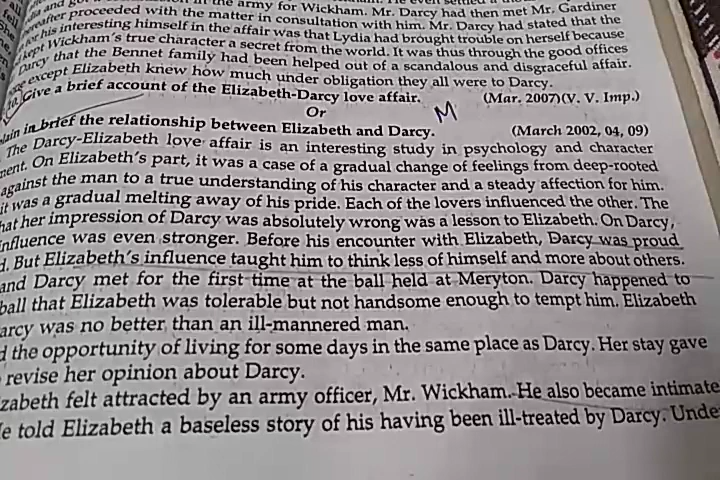 the army for Wickham. Mr. Darcy had then met Mr. Gardiner
after proceeded with the matter in consultation with him. Mr. Darcy had stated that the
his interesting himself in the affair was that Lydia had brought trouble on herself because
kept Wickham's true character a secret from the world. It was thus through the good offices
Darcy that the Bennet family had been helped out of a scandalous and disgraceful affair.
except Elizabeth knew how much under obligation they all were to Darcy.
Give a brief account of the Elizabeth-Darcy love affair. (Mar. 2007)(V. V. Imp.)
Or M
in brief the relationship between Elizabeth and Darcy. (March 2002, 04, 09)
The Darcy-Elizabeth love affair is an interesting study in psychology and character
ment. On Elizabeth's part, it was a case of a gradual change of feelings from deep-rooted
against the man to a true understanding of his character and a steady affection for him.
it was a gradual melting away of his pride. Each of the lovers influenced the other. The
hat her impression of Darcy was absolutely wrong was a lesson to Elizabeth. On Darcy,
nfluence was even stronger. Before his encounter with Elizabeth, Darcy was proud
d. But Elizabeth's influence taught him to think less of himself and more about others.
and Darcy met for the first time at the ball held at Meryton. Darcy happened to
ball that Elizabeth was tolerable but not handsome enough to tempt him. Elizabeth
arcy was no better than an ill-mannered man.
d the opportunity of living for some days in the same place as Darcy. Her stay gave
revise her opinion about Darcy.
zabeth felt attracted by an army officer, Mr. Wickham. He also became intimate
e told Elizabeth a baseless story of his having been ill-treated by Darcy. Unde